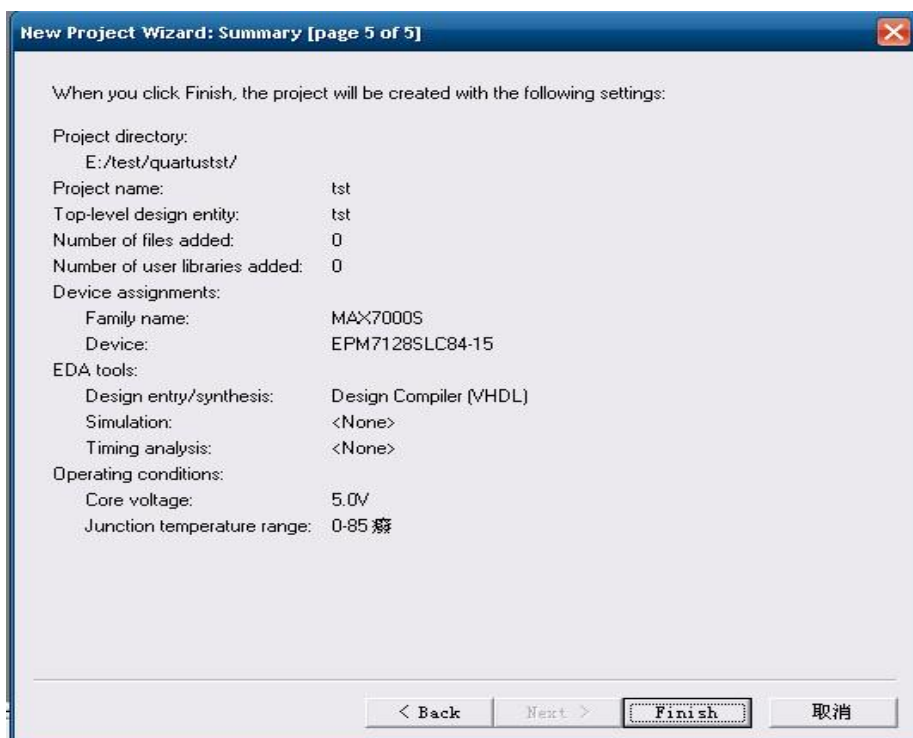 New Project Wizard: Summary [page 5 of 5]
When you click Finish, the project will be created with the following settings:
Project directory:
E:/test/quartustst/
Project name: tst
Top-level design entity: tst
Number of files added: 0
Number of user libraries added: 0
Device assignments:
Family name: MAX7000S
Device: EPM7128SLC84-15
EDA tools:
Design entry/synthesis: Design Compiler (VHDL)
Simulation: <None>
Timing analysis: <None>
Operating conditions:
Core voltage: 5.0V
Junction temperature range: 0-85 癈
< Back Next > Finish 取消